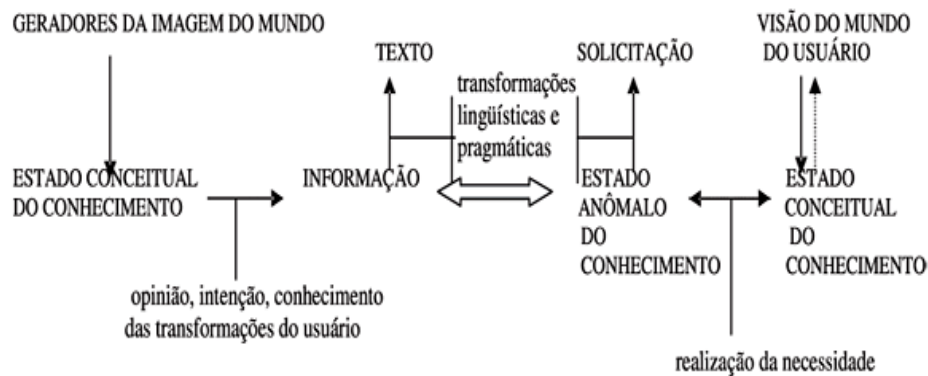 GERADORES DA IMAGEM DO MUNDO
TEXTO
SOLICITAÇÃO
VISÃO DO MUNDO
DO USUÁRIO
transformações
lingüísticas e
pragmáticas
ESTADO CONCEITUAL
DO CONHECIMENTO
INFORMAÇÃO
ESTADO
ANÔMALO
DO
CONHECIMENTO
ESTADO
CONCEITUAL
DO
CONHECIMENTO
opinião, intenção, conhecimento
das transformações do usuário
realização da necessidade